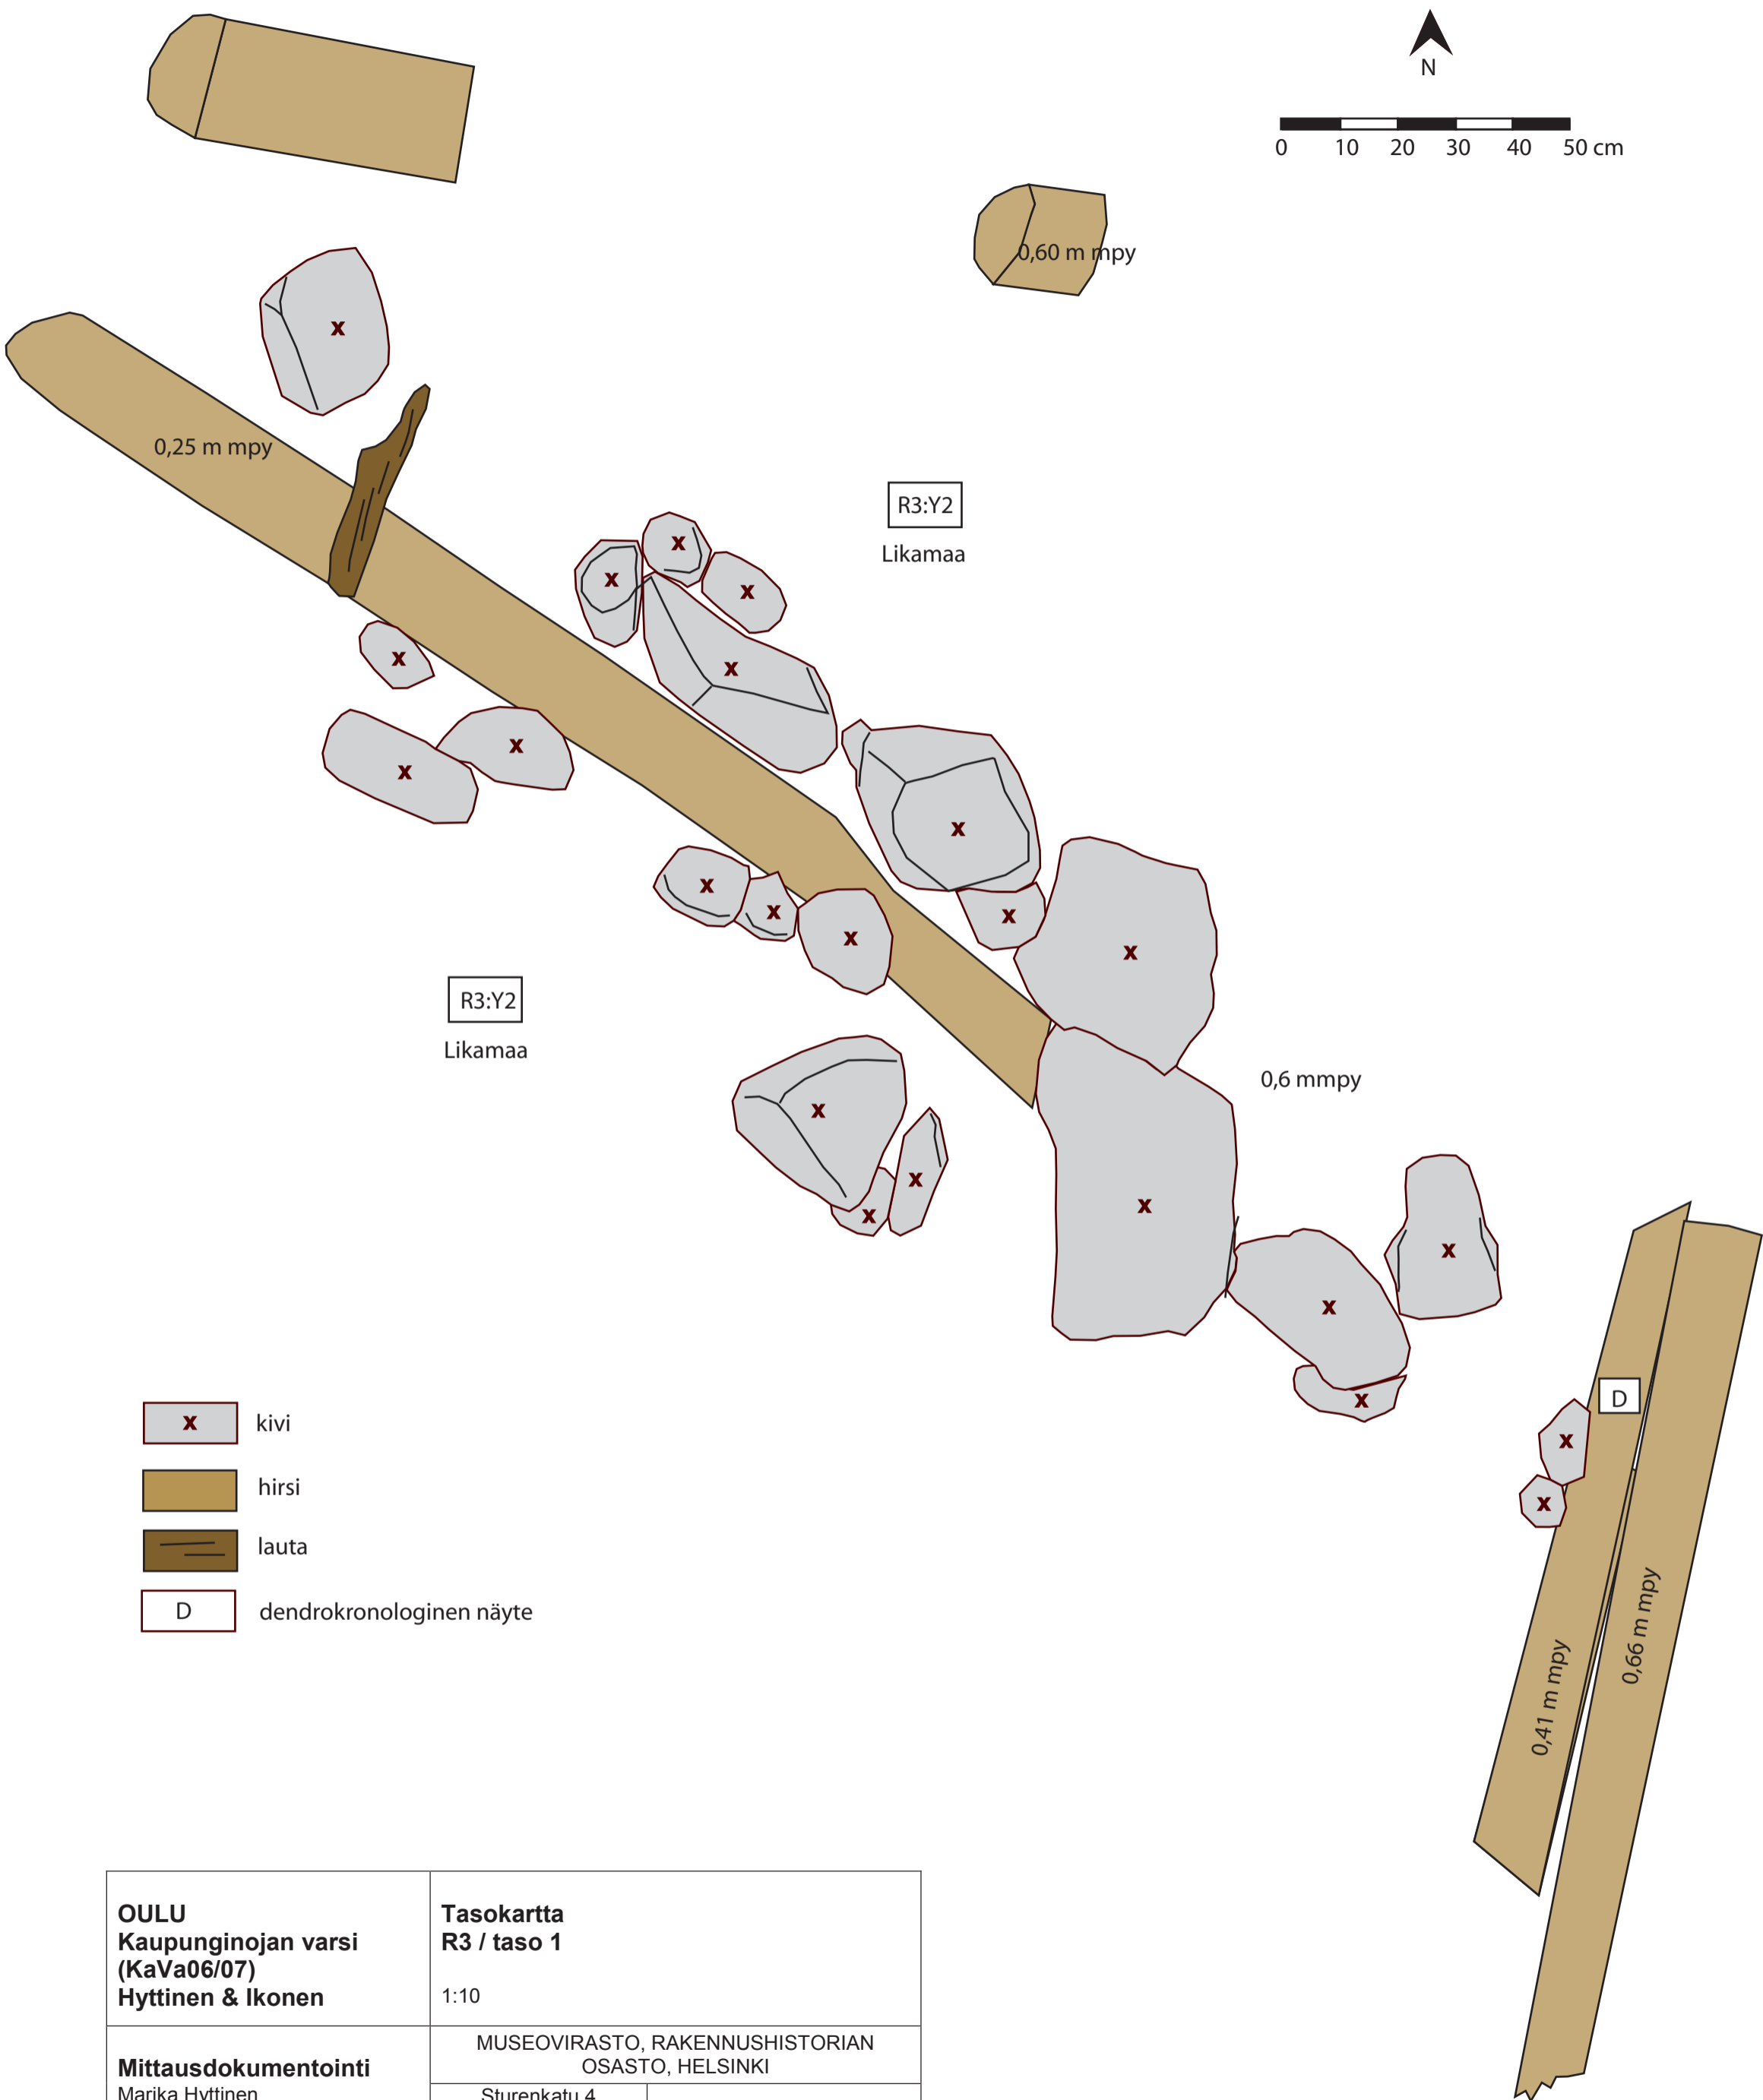 N
0 10 20 30 40 50 cm
0,60 m mpy
x
0,25 m mpy
R3:Y2
Likamaa
x
x
x
x
x
x
x
x
x
x
x
x
x
R3:Y2
Likamaa
0,6 mmpy
x
x
x
x
x
x
x
D
x
x
0,41 m mpy
0,66 m mpy
x kivi
hirsi
lauta
D dendrokronologinen näyte
OULU
Kaupunginojan varsi
(KaVa06/07)
Hyttinen & Ikonen
Tasokartta
R3 / taso 1
1:10
Mittausdokumentointi
Marika Hyttinen
MUSEOVIRASTO, RAKENNUSHISTORIAN
OSASTO, HELSINKI
Sturenkatu 4